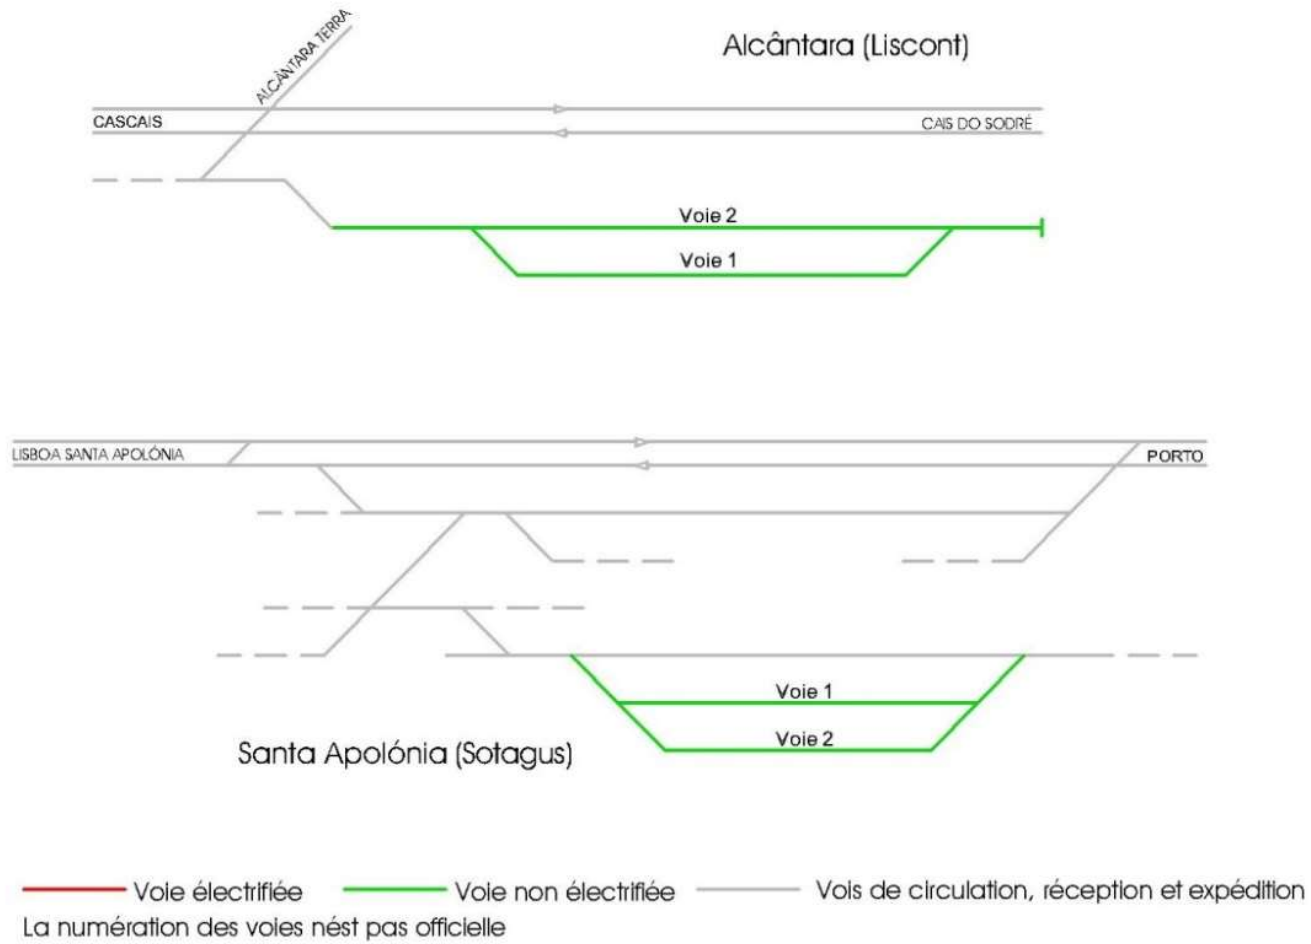 ALCÂNTARA TERRA
Alcântara (Liscont)
CASCAIS
CAIS DO SODRÉ
Voie 2
Voie 1
LISBOA SANTA APOLÓNIA
PORTO
Voie 1
Voie 2
Santa Apolónia (Sotagus)
Voie électrifiée
Voie non électrifiée
Vois de circulation, réception et expédition
La numération des voies nést pas officielle